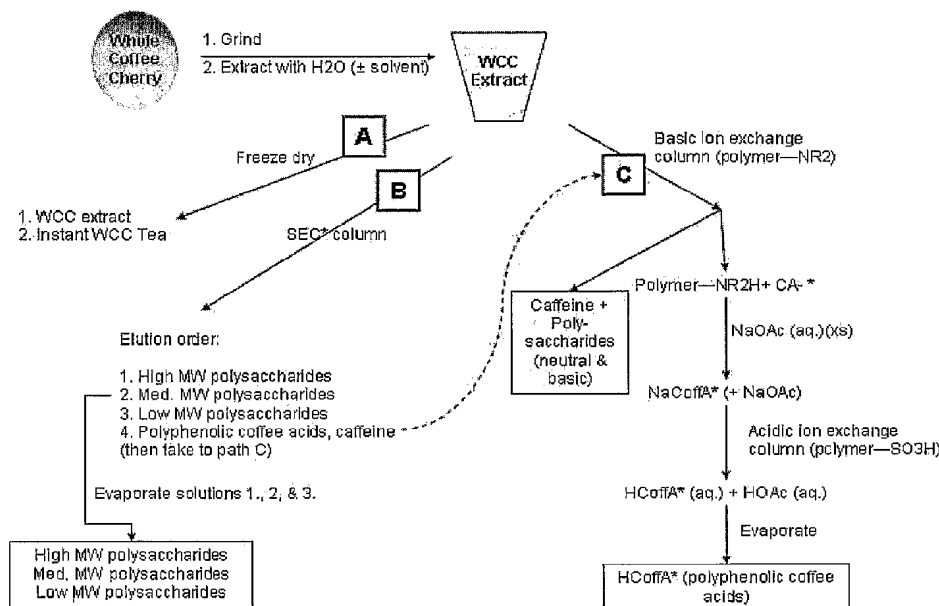 Whole
Coffee
Cherry
1. Grind
2. Extract with H2O (± solvent)
WCC
Extract
A
Freeze dry
B
Basic ion exchange
column (polymer—NR2)
C
1. WCC extract
2. Instant WCC Tea
SEC* column
Polymer—NR2H+ CA- *
Caffeine +
Poly-
saccharides
(neutral &
basic)
NaOAc (aq.)(xs)
Elution order:
1. High MW polysaccharides
2. Med. MW polysaccharides
3. Low MW polysaccharides
4. Polyphenolic coffee acids, caffeine
(then take to path C)
NaCoffA* (+ NaOAc)
Acidic ion exchange
column (polymer—SO3H)
Evaporate solutions 1., 2, & 3.
HCoffA* (aq.) + HOAc (aq.)
Evaporate
High MW polysaccharides
Med. MW polysaccharides
Low MW polysaccharides
HCoffA* (polyphenolic coffee
acids)